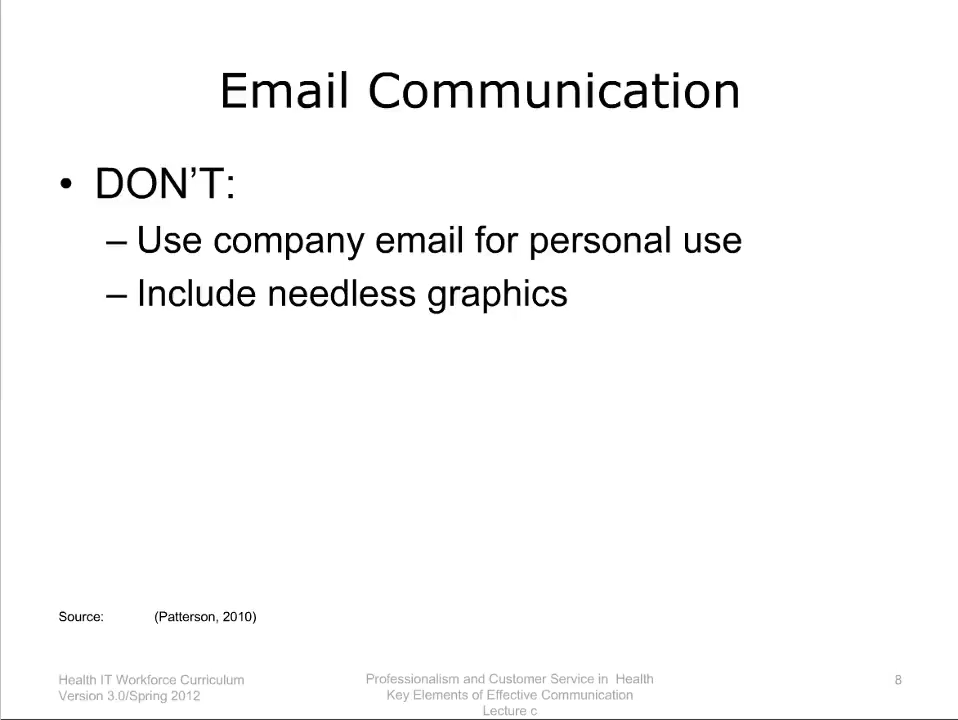 Email Communication
• DON’T:
– Use company email for personal use
– Include needless graphics
Source: (Patterson, 2010)
Health IT Workforce Curriculum
Version 3.0/Spring 2012
Professionalism and Customer Service in Health
Key Elements of Effective Communication
Lecture c
8